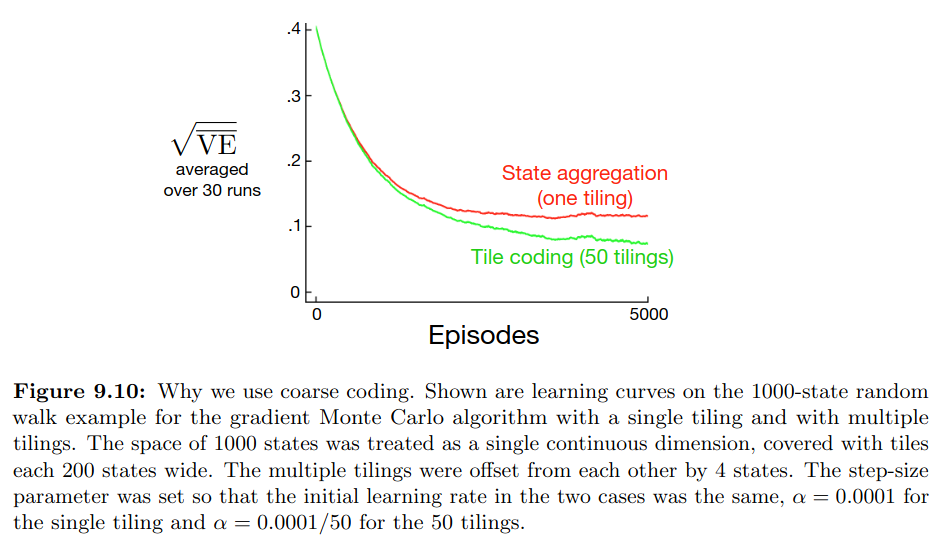 .4
.3
.2
.1
0
√VE
averaged
over 30 runs
State aggregation
(one tiling)
Tile coding (50 tilings)
0
5000
Episodes
Figure 9.10: Why we use coarse coding. Shown are learning curves on the 1000-state random
walk example for the gradient Monte Carlo algorithm with a single tiling and with multiple
tilings. The space of 1000 states was treated as a single continuous dimension, covered with tiles
each 200 states wide. The multiple tilings were offset from each other by 4 states. The step-size
parameter was set so that the initial learning rate in the two cases was the same, α = 0.0001 for
the single tiling and α = 0.0001/50 for the 50 tilings.